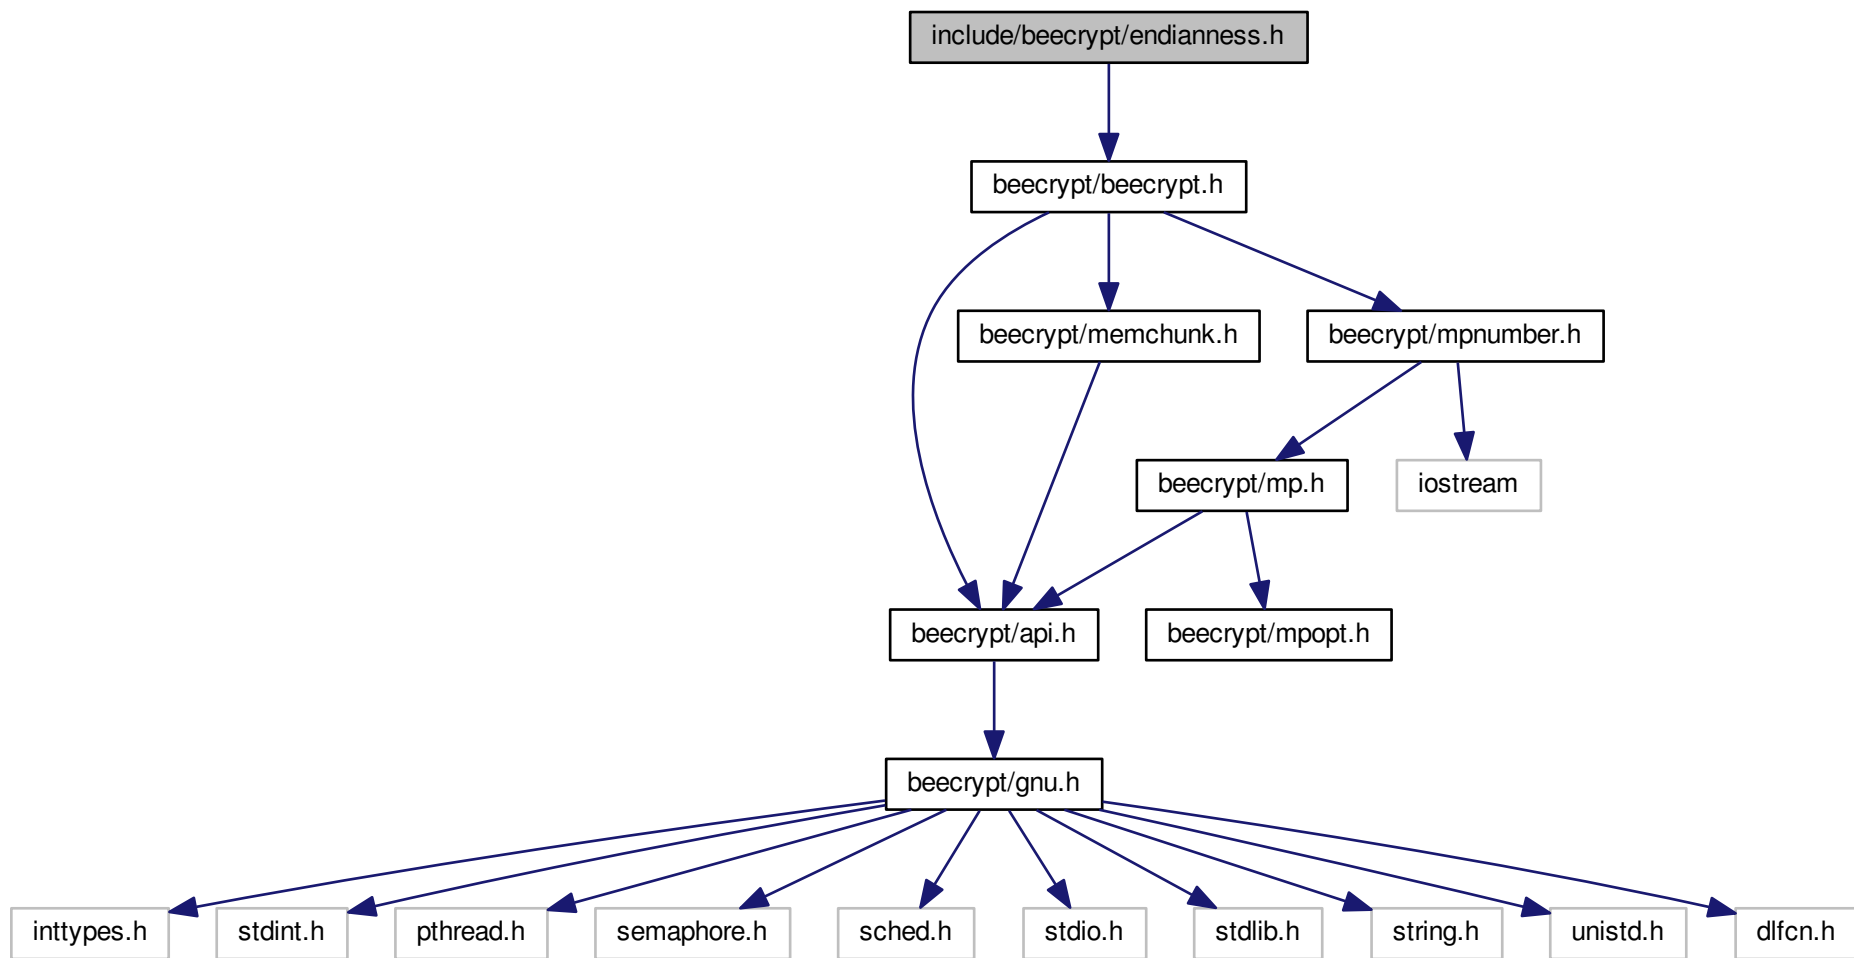 include/beecrypt/endianness.h
beecrypt/beecrypt.h
beecrypt/memchunk.h
beecrypt/mpnumber.h
beecrypt/mp.h
iostream
beecrypt/api.h
beecrypt/mpopt.h
beecrypt/gnu.h
inttypes.h
stdint.h
pthread.h
semaphore.h
sched.h
stdio.h
stdlib.h
string.h
unistd.h
dlfcn.h